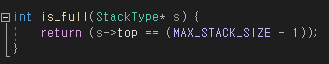 int is_full(StackType* s) {
    return (s->top == (MAX_STACK_SIZE - 1));
}